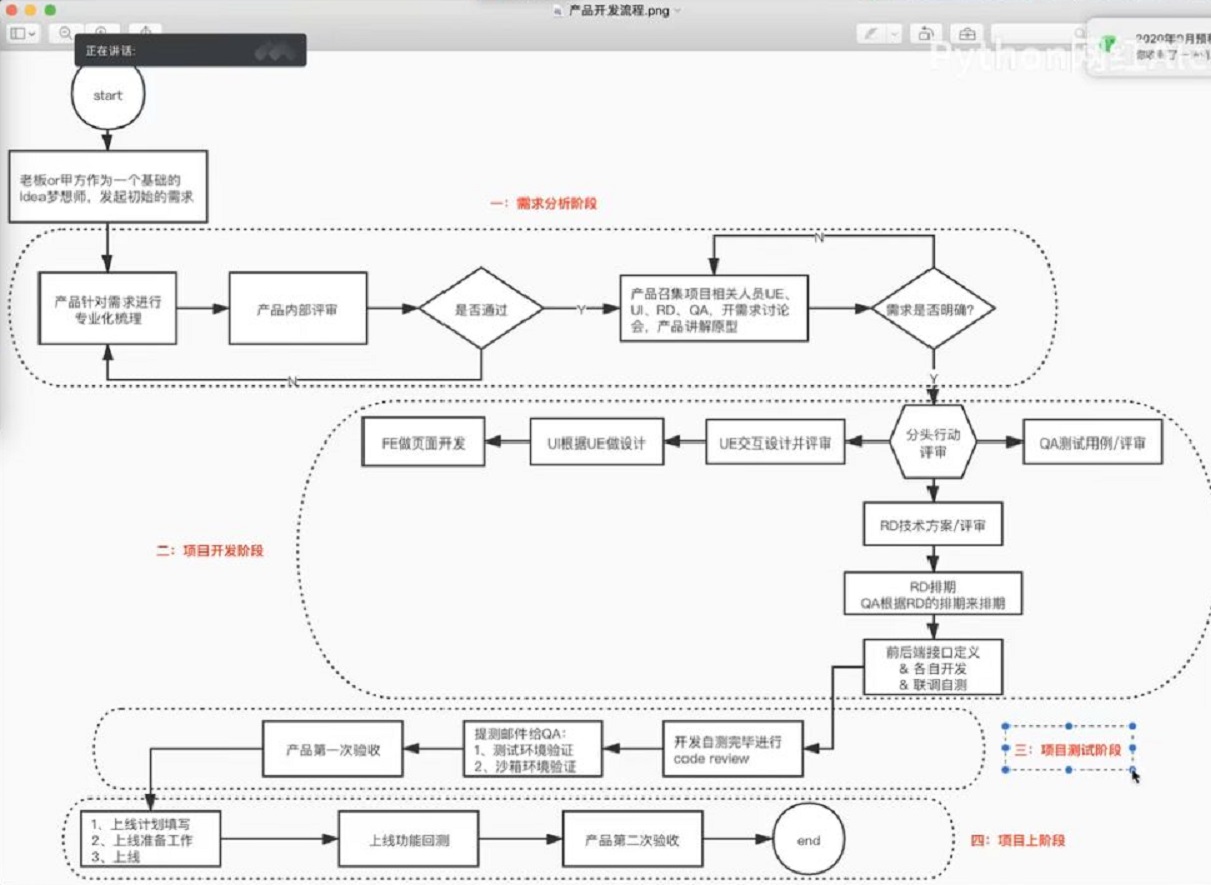 产品开发流程.png
正在讲话:
Python
start
老板or甲方作为一个基础的
Idea梦想师，发起初始的需求
一：需求分析阶段
N
产品针对需求进行
专业化梳理
产品内部评审
是否通过
Y
产品召集项目相关人员UE、
UI、RD、QA，开需求讨论
会，产品讲解原型
需求是否明确?
N
Y
FE做页面开发
UI根据UE做设计
UE交互设计并评审
分头行动
评审
QA测试用例/评审
RD技术方案/评审
二：项目开发阶段
RD排期
QA根据RD的排期来排期
前后端接口定义
& 各自开发
& 联调自测
产品第一次验收
提测邮件给QA：
1、测试环境验证
2、沙箱环境验证
开发自测完毕进行
code review
三：项目测试阶段
1、上线计划填写
2、上线准备工作
3、上线
上线功能回测
产品第二次验收
end
四：项目上阶段